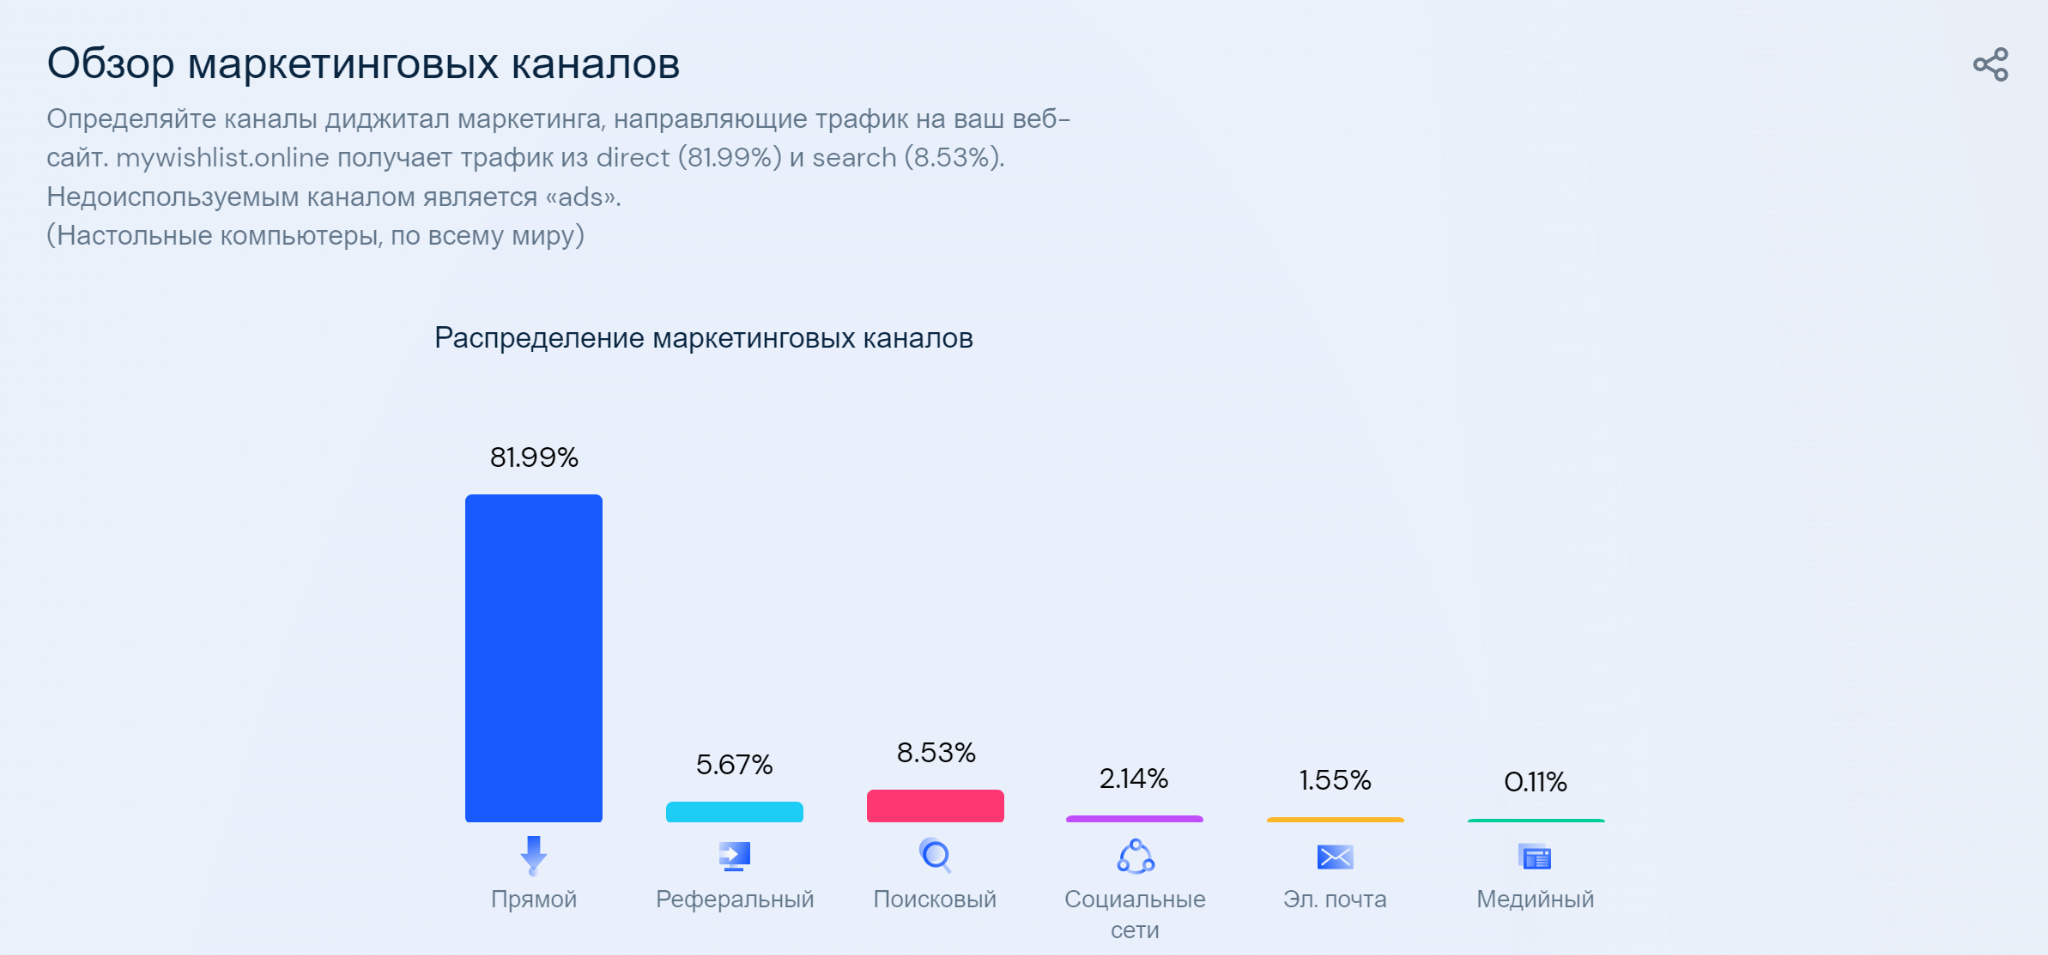 Обзор маркетинговых каналов
Определяйте каналы диджитал маркетинга, направляющие трафик на ваш веб-
сайт. mywishlist.online получает трафик из direct (81.99%) и search (8.53%).
Недоиспользуемым каналом является «ads».
(Настольные компьютеры, по всему миру)
Распределение маркетинговых каналов
81.99%
5.67%
8.53%
2.14%
1.55%
0.11%
Прямой
Реферальный
Поисковый
Социальные
сети
Эл. почта
Медийный